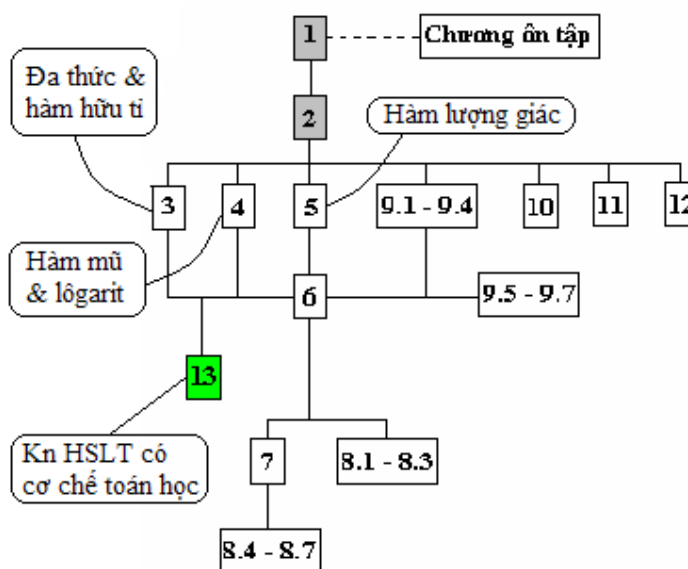 1
Chương ôn tập
Đa thức &
hàm hữu tỉ
2
Hàm lượng giác
3
4
5
9.1 - 9.4
10
11
12
Hàm mũ
& lôgarit
6
9.5 - 9.7
13
Kn HSLT có
cơ chế toán học
7
8.1 - 8.3
8.4 - 8.7